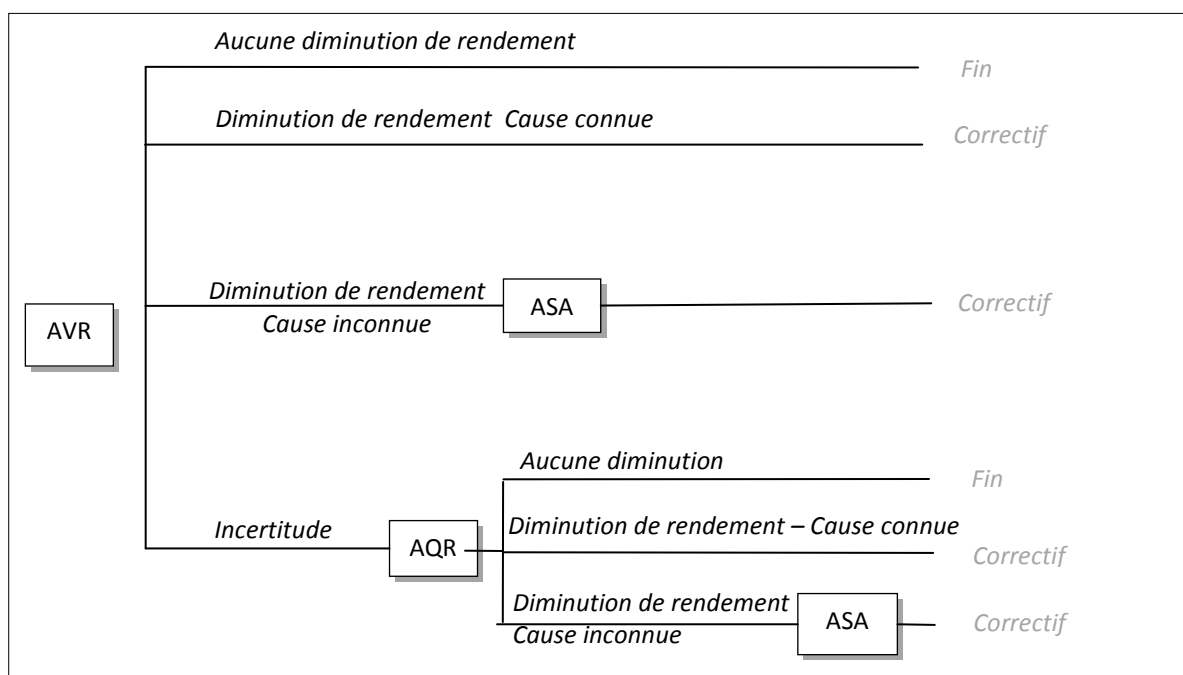 Aucune diminution de rendement
Fin
Diminution de rendement Cause connue
Correctif
AVR
Diminution de rendement
Cause inconnue
ASA
Correctif
Aucune diminution
Fin
Incertitude
AQR
Diminution de rendement – Cause connue
Correctif
Diminution de rendement
Cause inconnue
ASA
Correctif